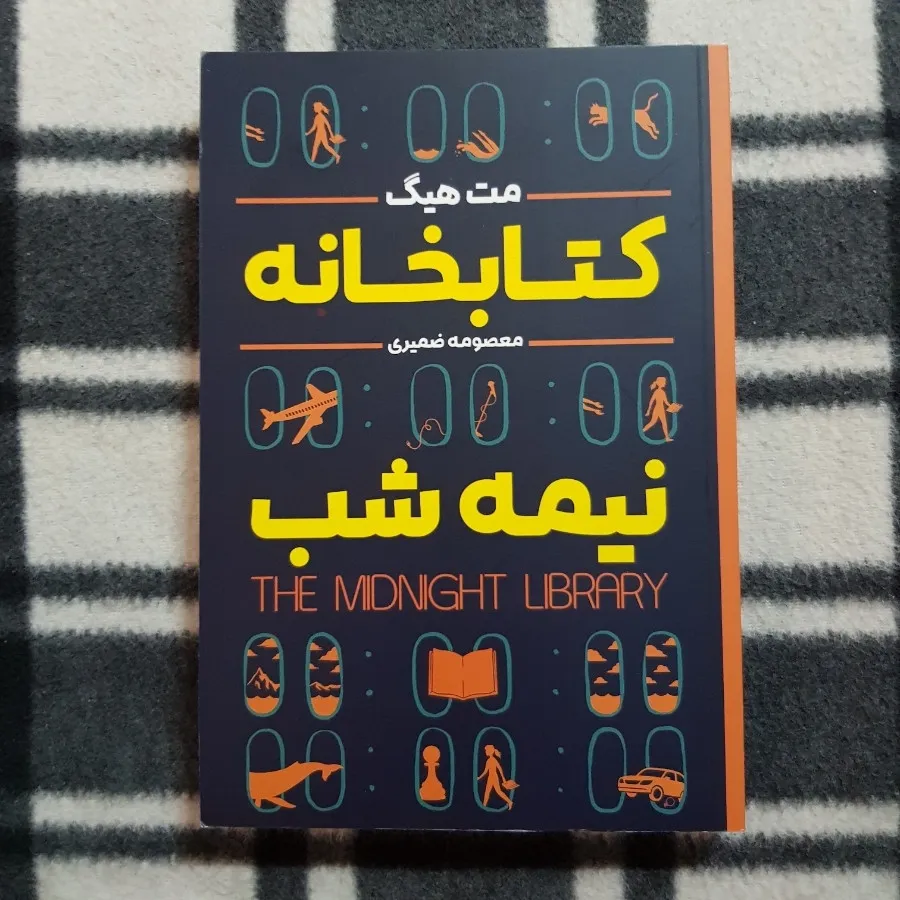 مت هیگ
کتابخانه
معصومه ضمیری
نیمه شب
THE MIDNIGHT LIBRARY